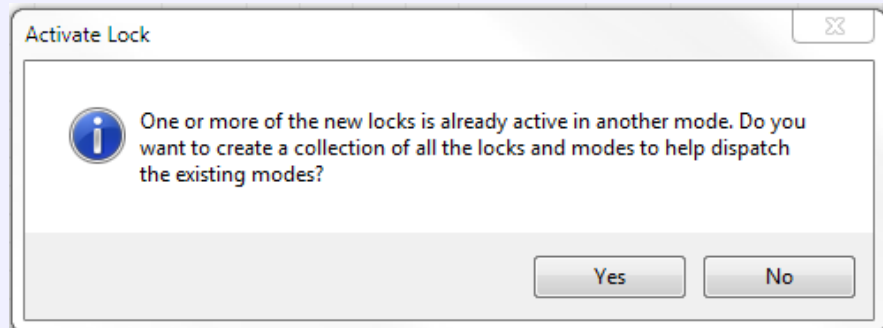 Activate Lock
One or more of the new locks is already active in another mode. Do you
want to create a collection of all the locks and modes to help dispatch
the existing modes?
Yes No